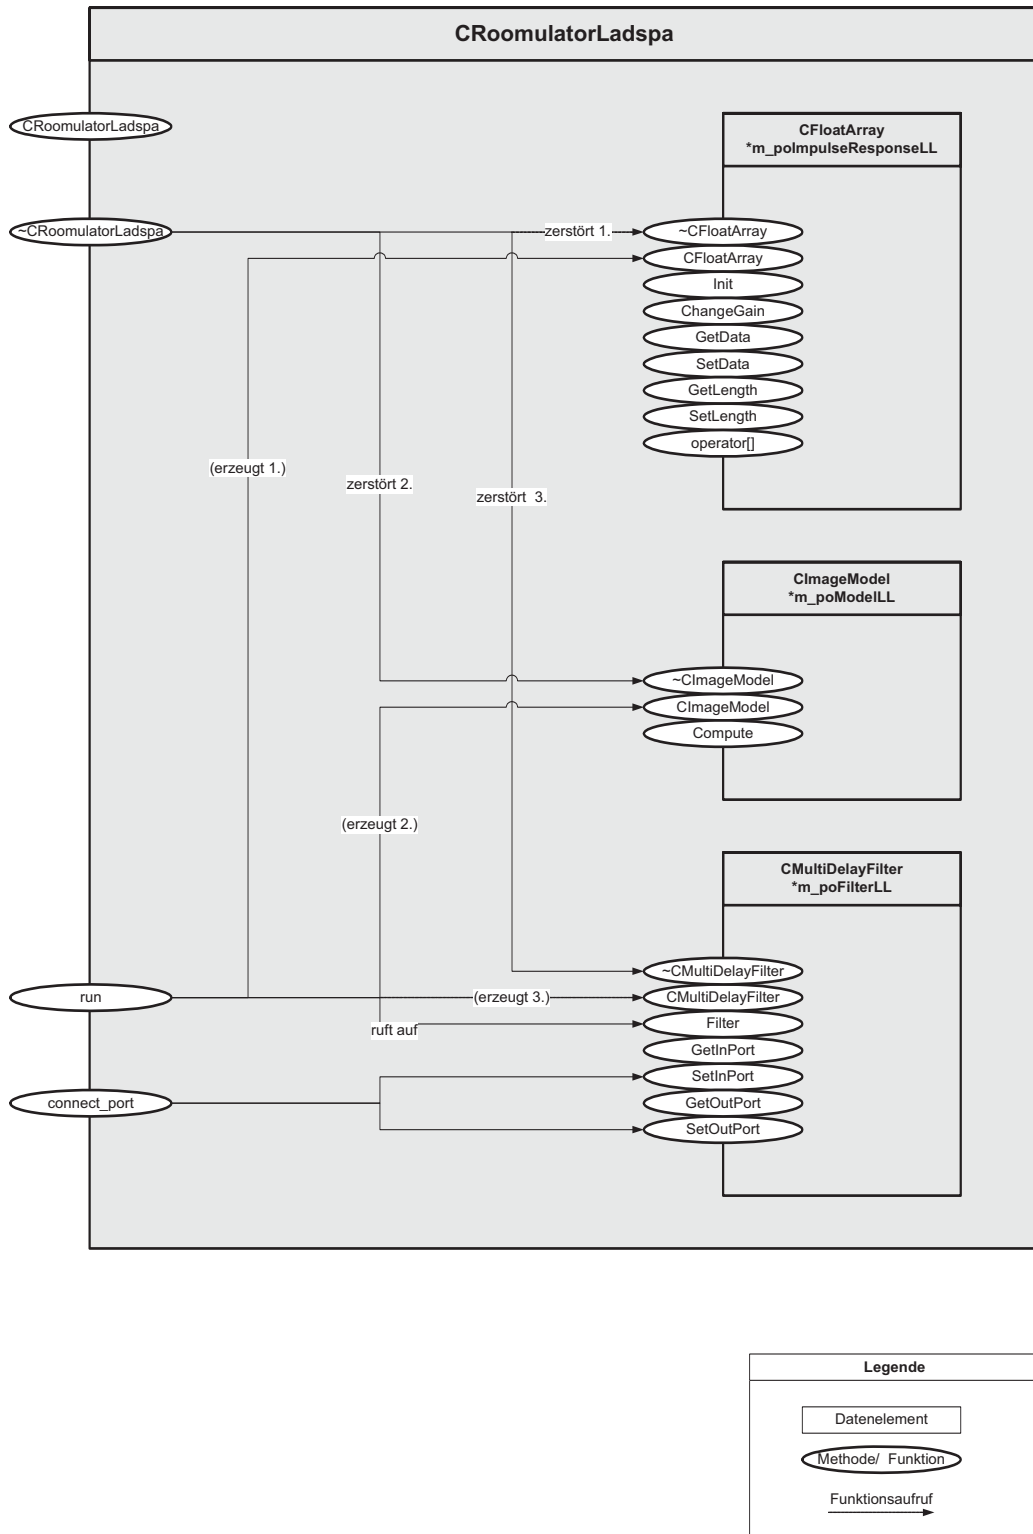 CRoomulatorLadspa
CRoomulatorLadspa
CFloatArray
*m_poImpulseResponseLL
~CRoomulatorLadspa
zerstört 1.
~CFloatArray
CFloatArray
Init
ChangeGain
GetData
SetData
GetLength
SetLength
operator[]
(erzeugt 1.)
zerstört 2.
zerstört 3.
CImageModel
*m_poModelLL
~CImageModel
CImageModel
Compute
(erzeugt 2.)
CMultiDelayFilter
*m_poFilterLL
~CMultiDelayFilter
run
(erzeugt 3.)
CMultiDelayFilter
ruft auf
Filter
GetInPort
SetInPort
connect_port
GetOutPort
SetOutPort
Legende
Datenelement
Methode/ Funktion
Funktionsaufruf